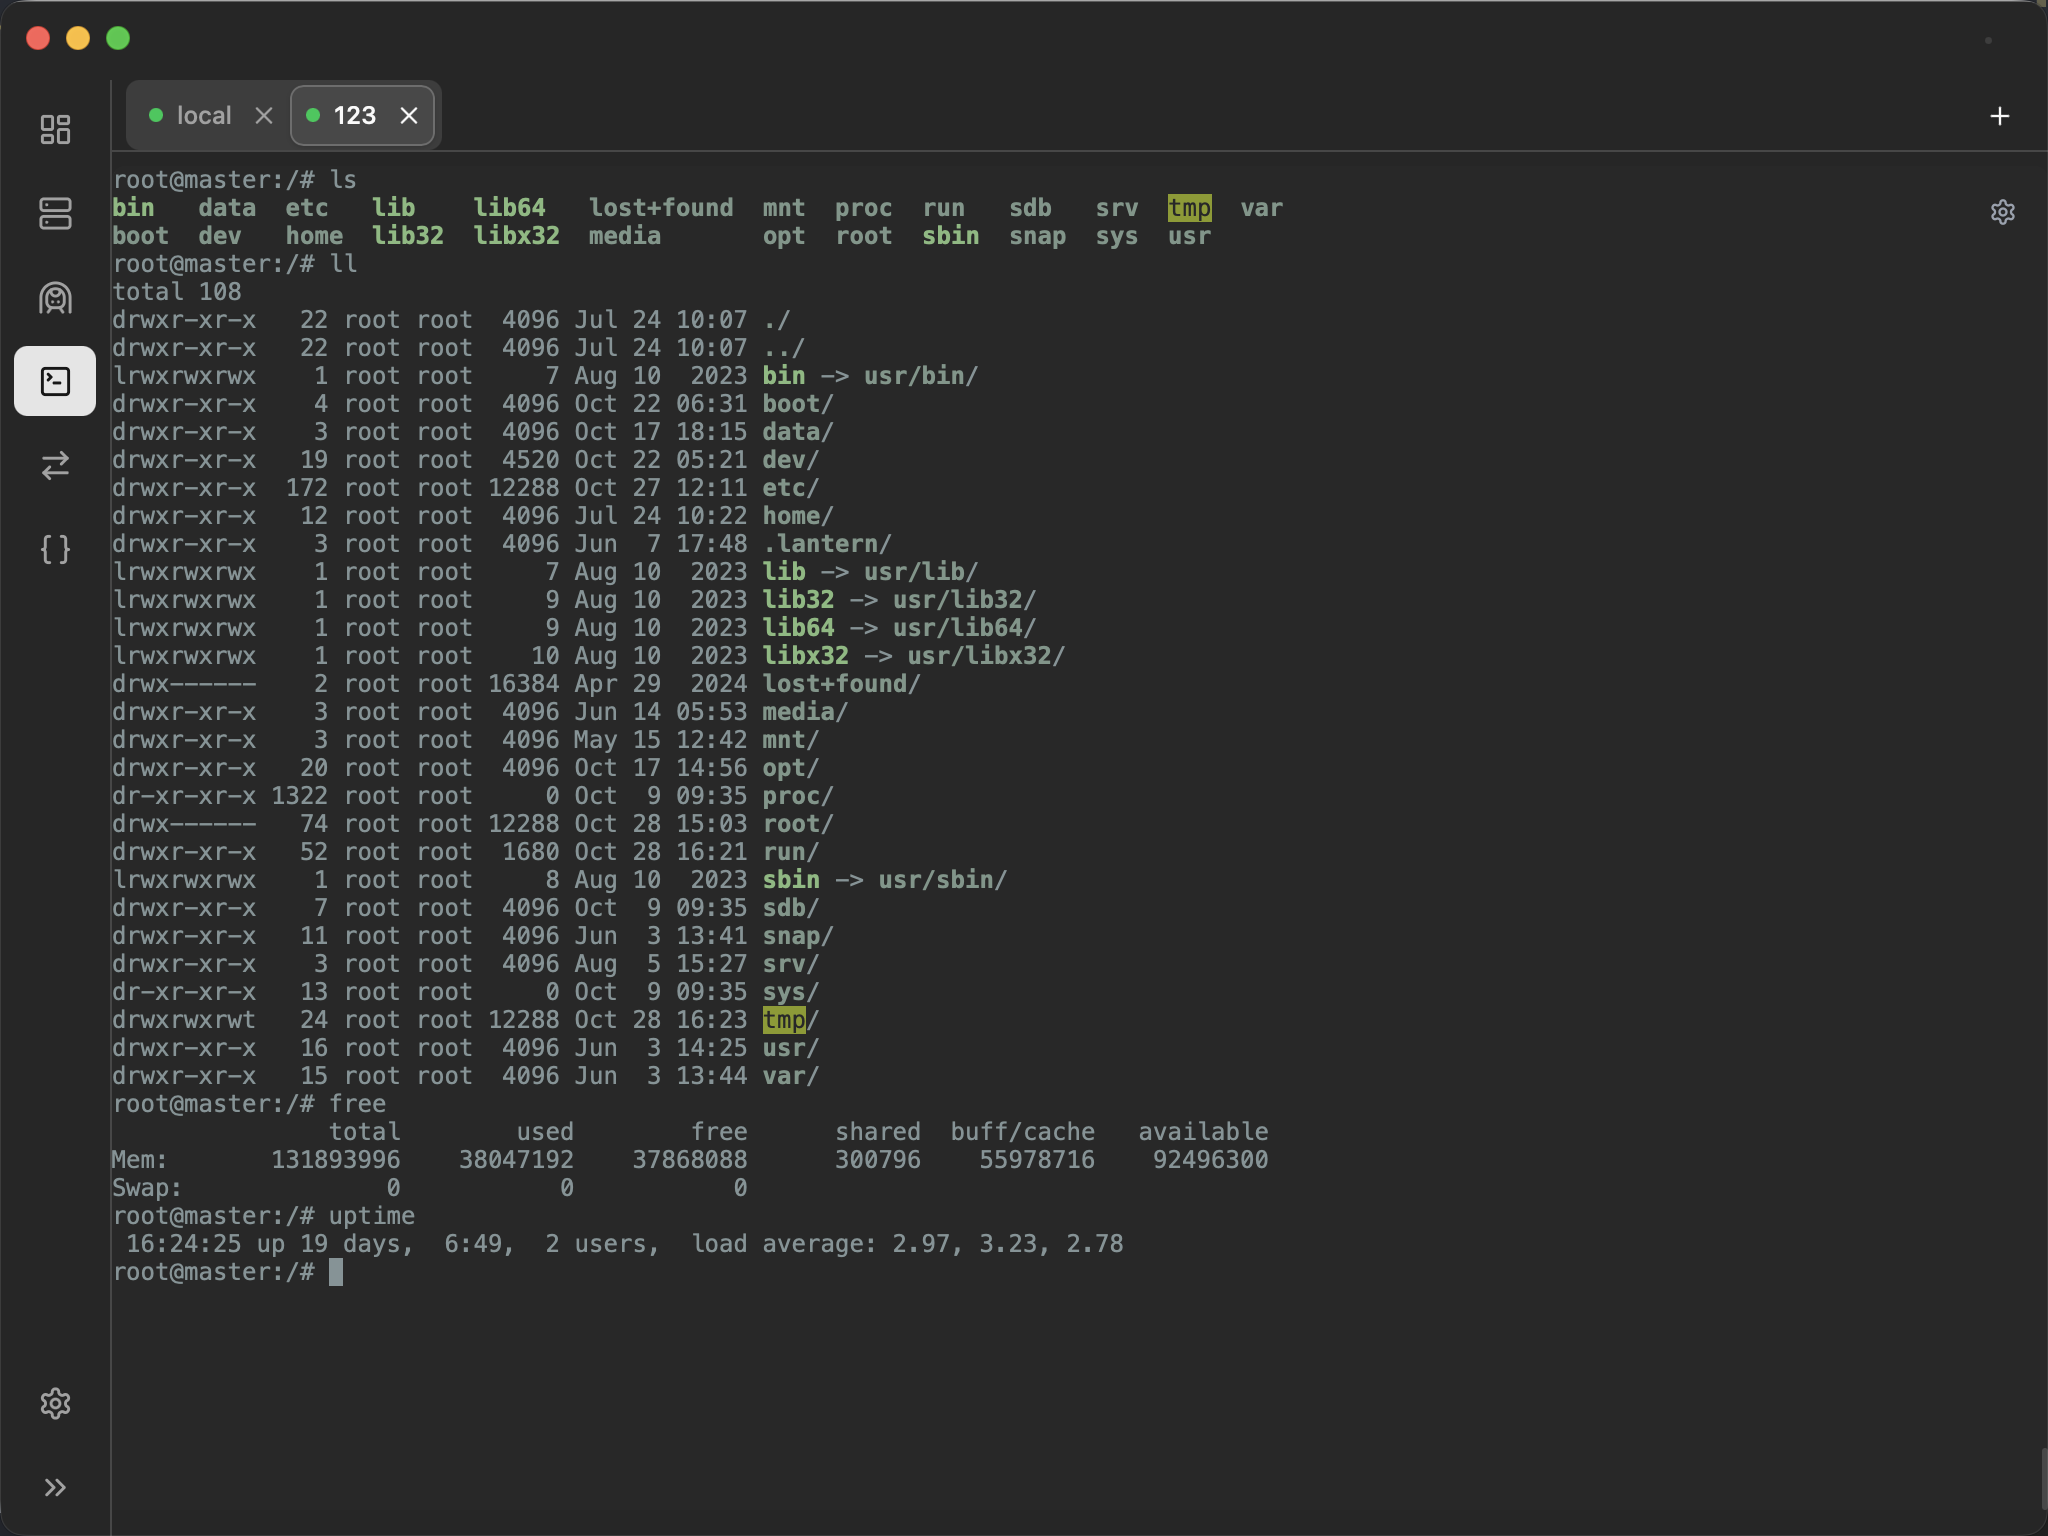 local 123
root@master:/# ls
bin   data  etc   lib    lib64   lost+found  mnt  proc  run   sdb   srv  tmp  var
boot  dev   home  lib32  libx32  media       opt  root  sbin  snap  sys  usr
root@master:/# ll
total 108
drwxr-xr-x   22 root root  4096 Jul 24 10:07 ./
drwxr-xr-x   22 root root  4096 Jul 24 10:07 ../
lrwxrwxrwx    1 root root     7 Aug 10  2023 bin -> usr/bin/
drwxr-xr-x    4 root root  4096 Oct 22 06:31 boot/
drwxr-xr-x    3 root root  4096 Oct 17 18:15 data/
drwxr-xr-x   19 root root  4520 Oct 22 05:21 dev/
drwxr-xr-x  172 root root 12288 Oct 27 12:11 etc/
drwxr-xr-x   12 root root  4096 Jul 24 10:22 home/
drwxr-xr-x    3 root root  4096 Jun  7 17:48 .lantern/
lrwxrwxrwx    1 root root     7 Aug 10  2023 lib -> usr/lib/
lrwxrwxrwx    1 root root     9 Aug 10  2023 lib32 -> usr/lib32/
lrwxrwxrwx    1 root root     9 Aug 10  2023 lib64 -> usr/lib64/
lrwxrwxrwx    1 root root    10 Aug 10  2023 libx32 -> usr/libx32/
drwx------    2 root root 16384 Apr 29  2024 lost+found/
drwxr-xr-x    3 root root  4096 Jun 14 05:53 media/
drwxr-xr-x    3 root root  4096 May 15 12:42 mnt/
drwxr-xr-x   20 root root  4096 Oct 17 14:56 opt/
dr-xr-xr-x 1322 root root     0 Oct  9 09:35 proc/
drwx------   74 root root 12288 Oct 28 15:03 root/
drwxr-xr-x   52 root root  1680 Oct 28 16:21 run/
lrwxrwxrwx    1 root root     8 Aug 10  2023 sbin -> usr/sbin/
drwxr-xr-x    7 root root  4096 Oct  9 09:35 sdb/
drwxr-xr-x   11 root root  4096 Jun  3 13:41 snap/
drwxr-xr-x    3 root root  4096 Aug  5 15:27 srv/
dr-xr-xr-x   13 root root     0 Oct  9 09:35 sys/
drwxrwxrwt   24 root root 12288 Oct 28 16:23 tmp/
drwxr-xr-x   16 root root  4096 Jun  3 14:25 usr/
drwxr-xr-x   15 root root  4096 Jun  3 13:44 var/
root@master:/# free
               total        used        free      shared  buff/cache   available
Mem:       131893996    38047192    37868088      300796    55978716    92496300
Swap:              0           0           0
root@master:/# uptime
 16:24:25 up 19 days,  6:49,  2 users,  load average: 2.97, 3.23, 2.78
root@master:/#